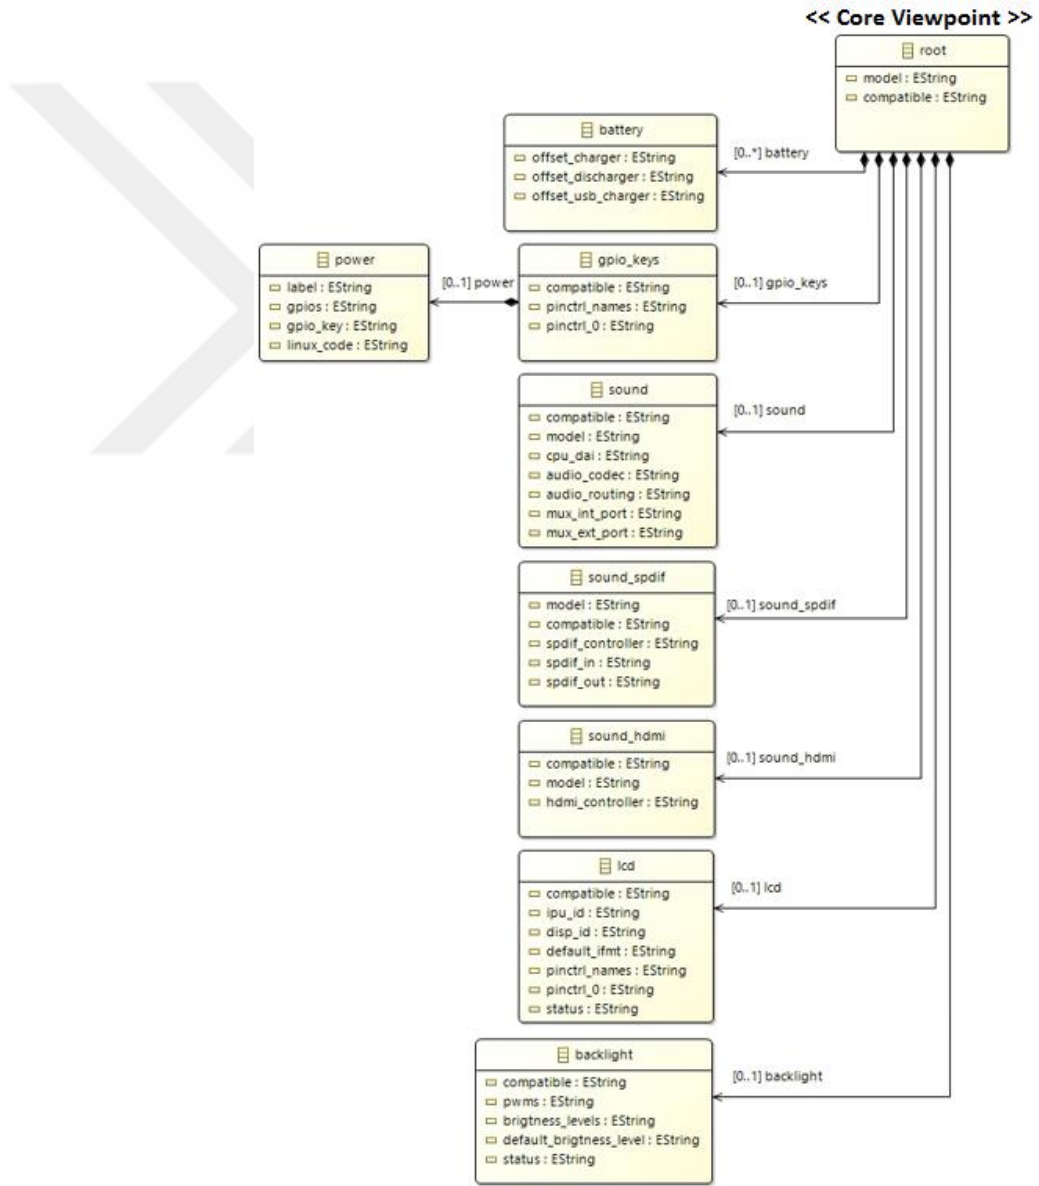 << Core Viewpoint >>
root
model : EString
compatible : EString
battery
offset_charger : EString
offset_discharger : EString
offset_usb_charger : EString
[0..*] battery
power
label : EString
gpios : EString
gpio_key : EString
linux_code : EString
[0..1] power
gpio_keys
compatible : EString
pinctrl_names : EString
pinctrl_0 : EString
[0..1] gpio_keys
sound
compatible : EString
model : EString
cpu_dai : EString
audio_codec : EString
audio_routing : EString
mux_int_port : EString
mux_ext_port : EString
[0..1] sound
sound_spdif
model : EString
compatible : EString
spdif_controller : EString
spdif_in : EString
spdif_out : EString
[0..1] sound_spdif
sound_hdmi
compatible : EString
model : EString
hdmi_controller : EString
[0..1] sound_hdmi
lcd
compatible : EString
ipu_id : EString
disp_id : EString
default_ifmt : EString
pinctrl_names : EString
pinctrl_0 : EString
status : EString
[0..1] lcd
backlight
compatible : EString
pwms : EString
brigtness_levels : EString
default_brigtness_level : EString
status : EString
[0..1] backlight